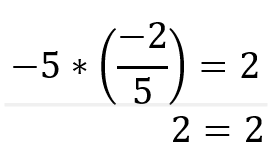 −5 * (−2/5) = 2
2 = 2